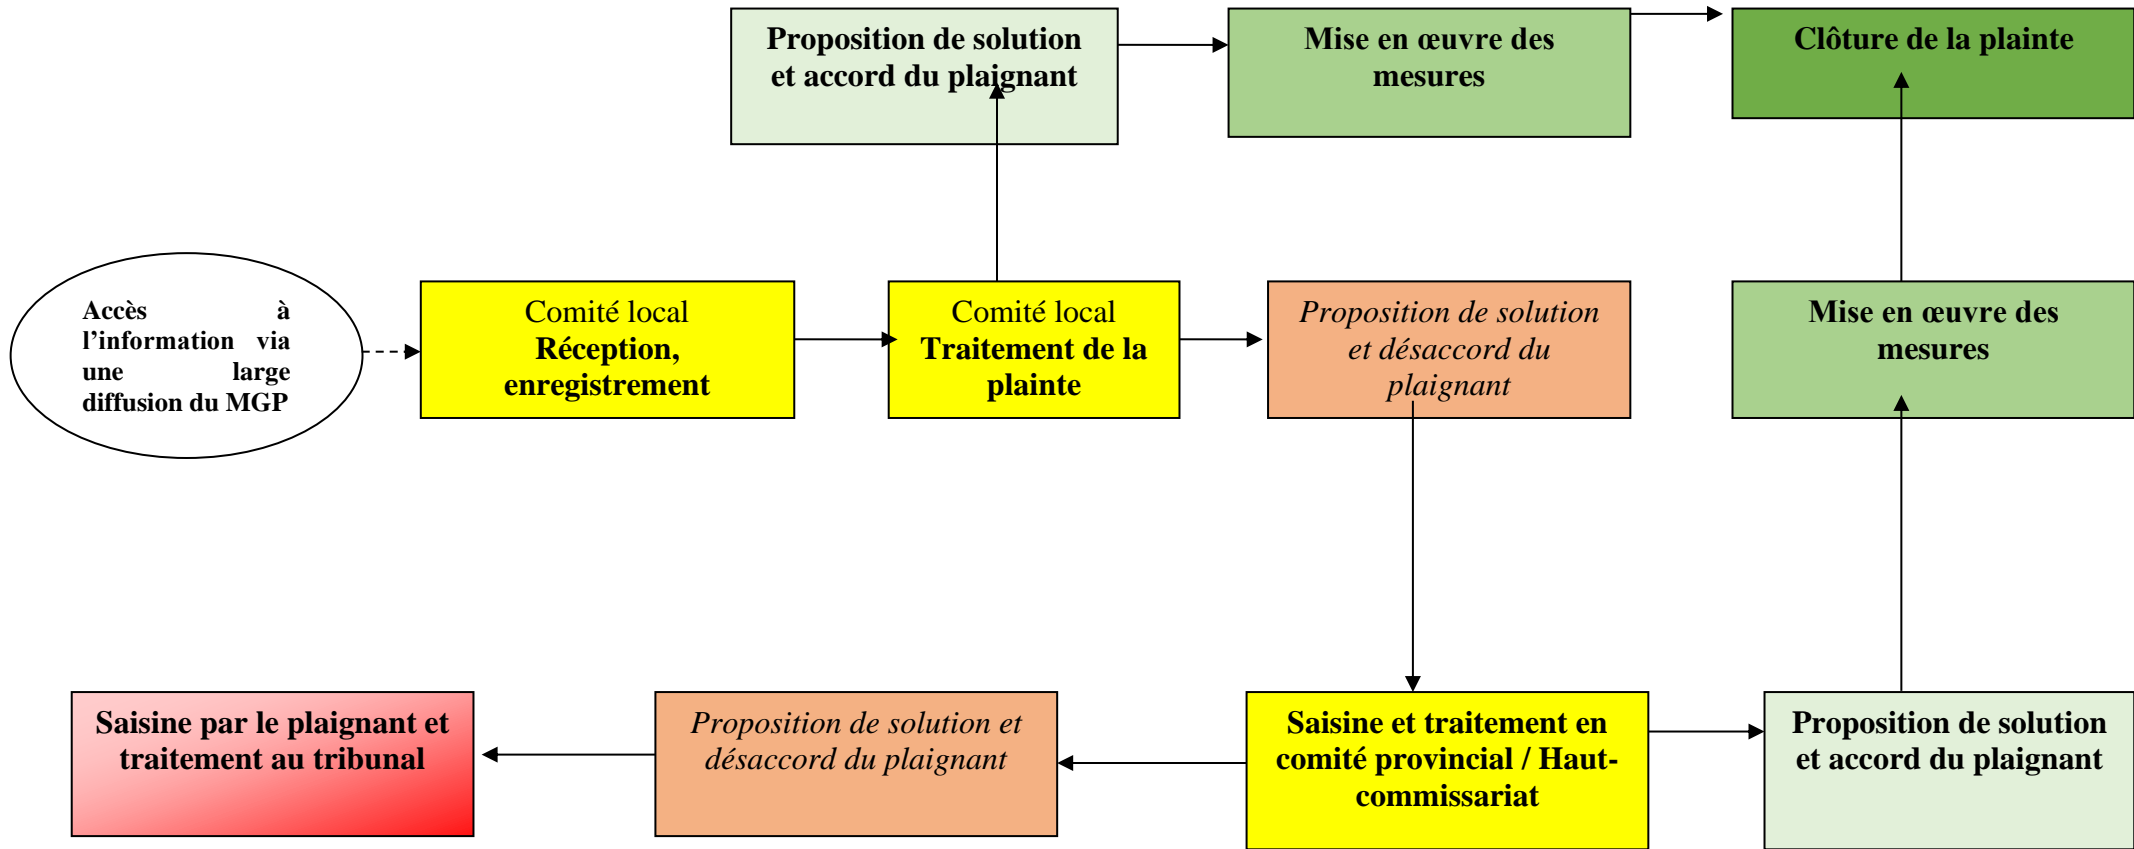 Proposition de solution
et accord du plaignant
Mise en œuvre des
mesures
Clôture de la plainte
Accès à
l’information via
une large
diffusion du MGP
Comité local
Réception,
enregistrement
Comité local
Traitement de la
plainte
Proposition de solution
et désaccord du
plaignant
Mise en œuvre des
mesures
Saisine par le plaignant et
traitement au tribunal
Proposition de solution et
désaccord du plaignant
Saisine et traitement en
comité provincial / Haut-
commissariat
Proposition de solution
et accord du plaignant